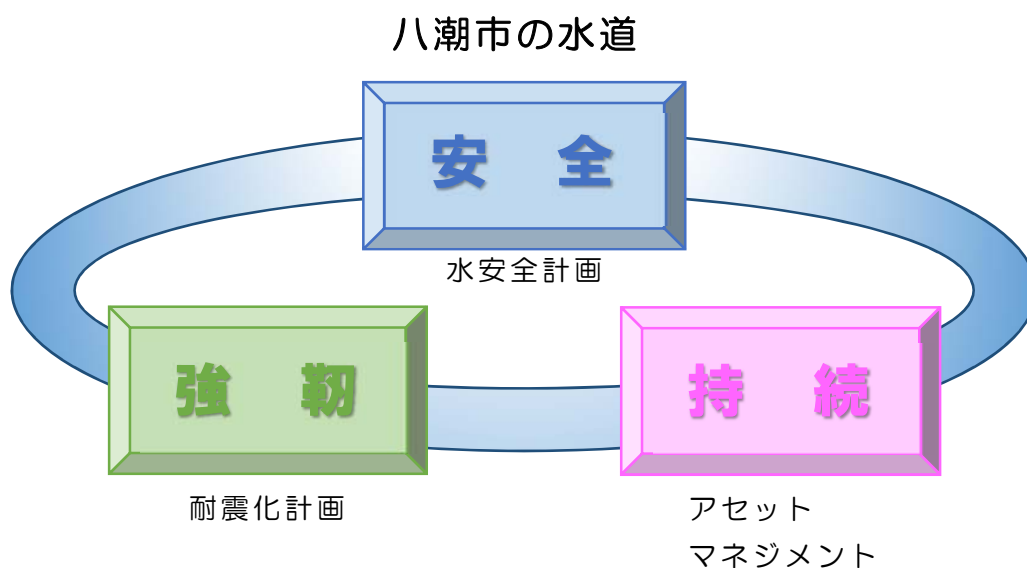 八潮市の水道
安 全
水安全計画
強 靭
耐震化計画
持 続
アセット
マネジメント